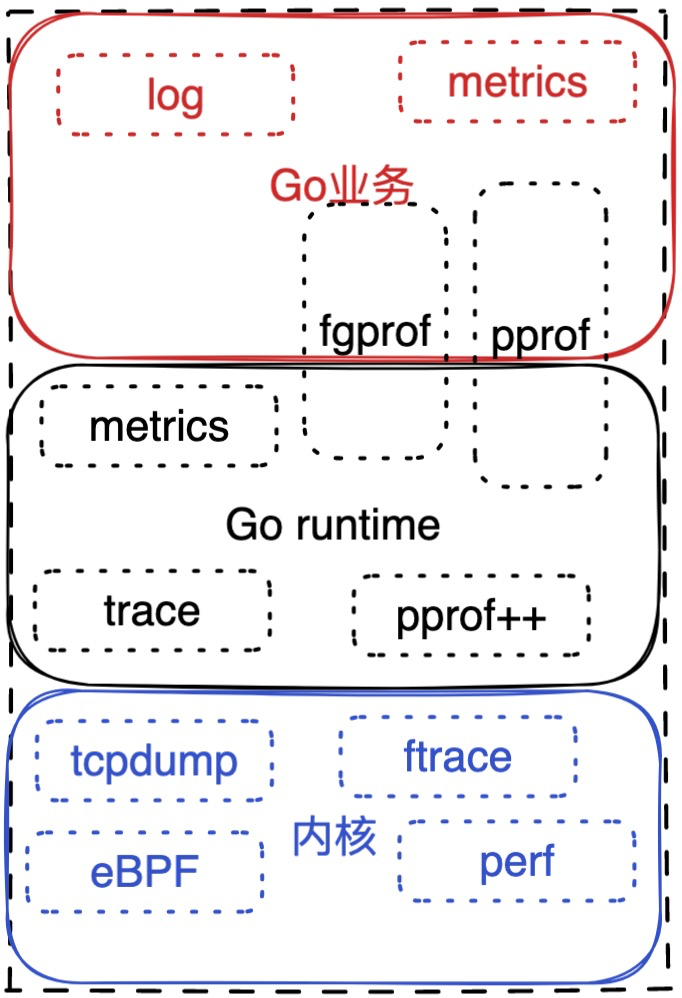 log
metrics
Go业务
fgprof
pprof
metrics
Go runtime
trace
pprof++
tcpdump
ftrace
内核
eBPF
perf